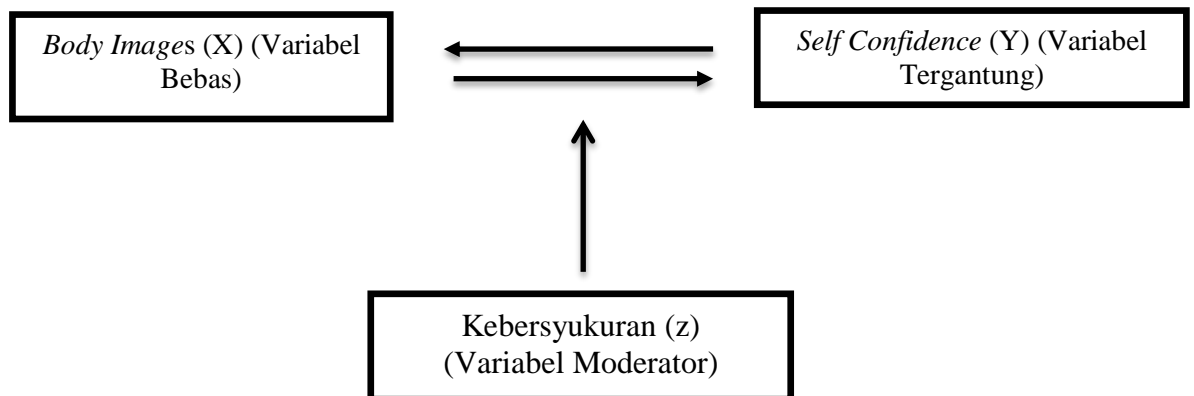 Body Images (X) (Variabel
Bebas)
Self Confidence (Y) (Variabel
Tergantung)
Kebersyukuran (z)
(Variabel Moderator)